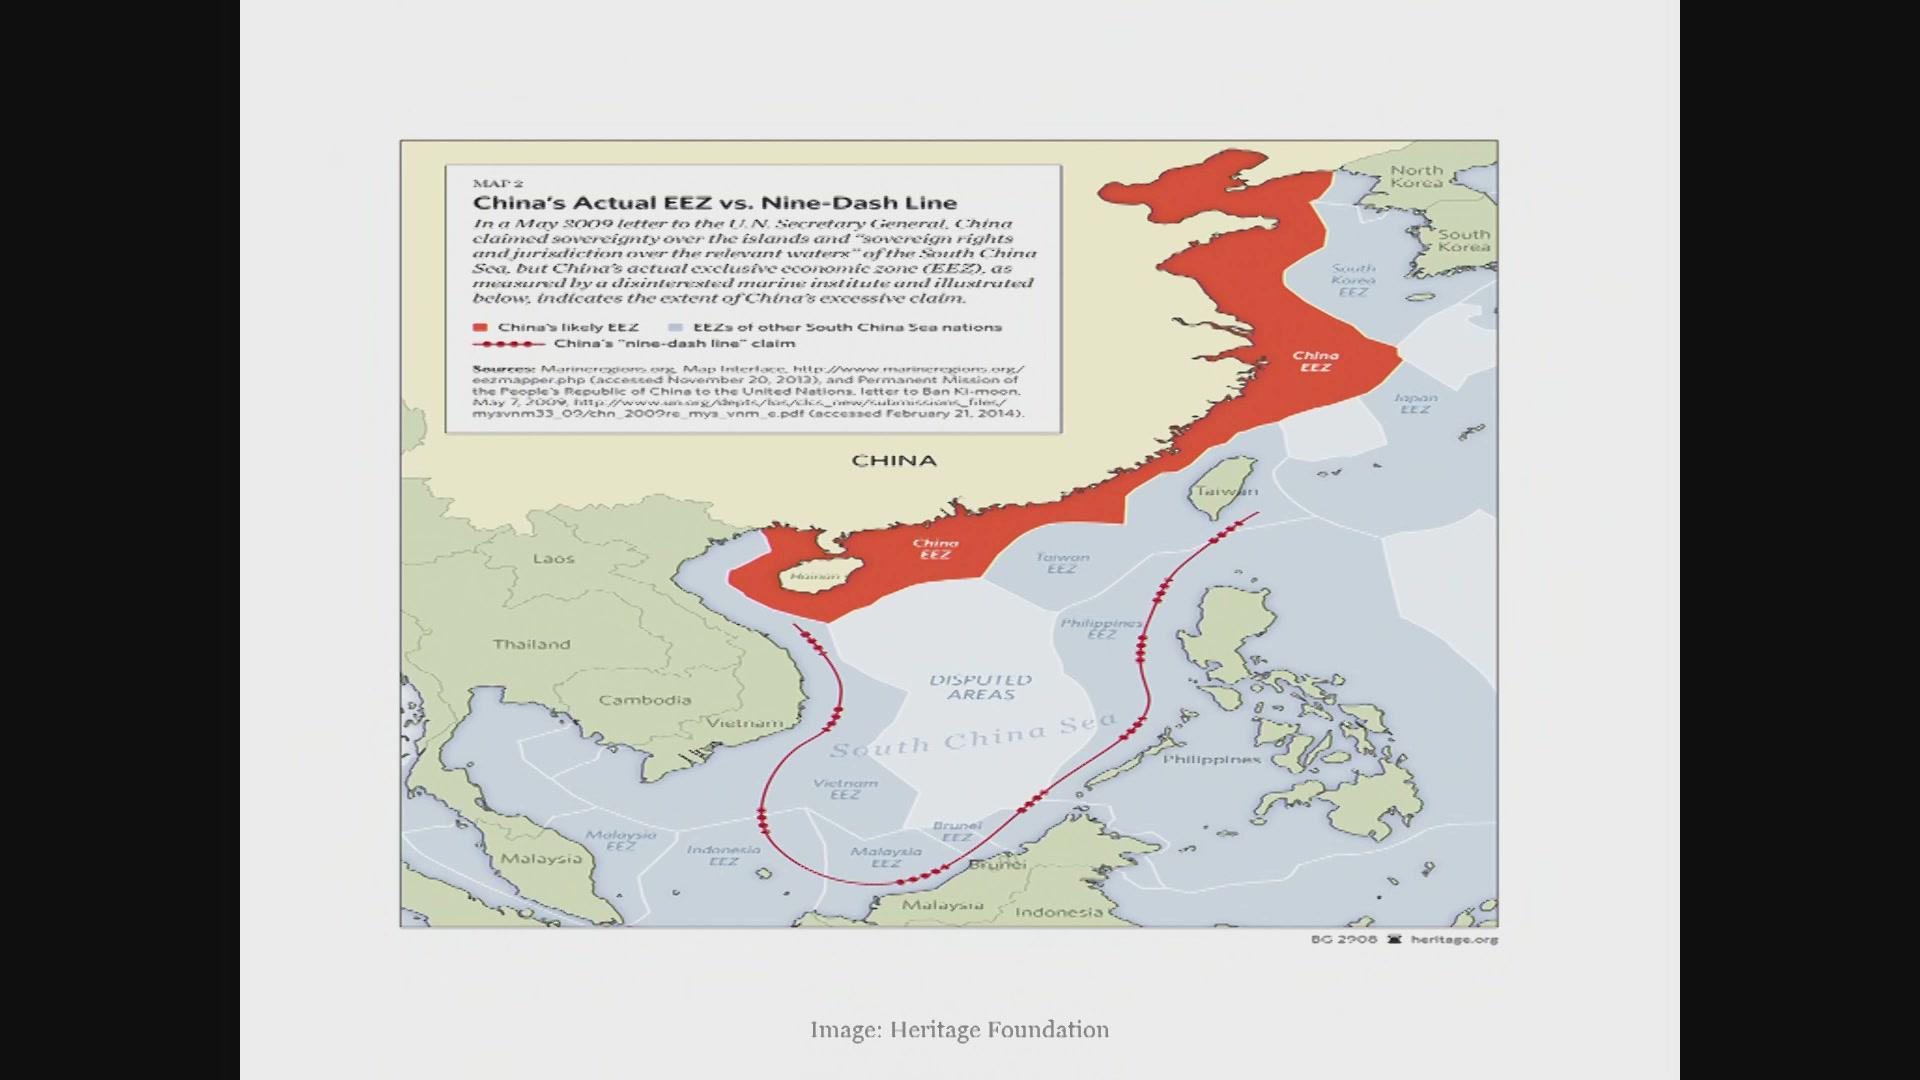 MAP 2
China's Actual EEZ vs. Nine-Dash Line
In a May 2009 letter to the U.N. Secretary General, China
claimed sovereignty over the islands and "sovereign rights
and jurisdiction over the relevant waters" of the South China
Sea, but China's actual exclusive economic zone (EEZ), as
measured by a disinterested marine institute and illustrated
below, indicates the extent of China's excessive claim.
China's likely EEZ
EEZs of other South China Sea nations
China's "nine-dash line" claim
Sources: Marineregions.org, Map Interface, http://www.marineregions.org/
eezmapper.php (accessed November 20, 2013), and Permanent Mission of
the People's Republic of China to the United Nations, letter to Ban Ki-moon,
May 7, 2009, http://www.un.org/depts/los/clcs_new/submissions_files/
mysvnm33_09/chn_2009re_mys_vnm_e.pdf (accessed February 21, 2014).
North
Korea
South
Korea
South
Korea
EEZ
China
EEZ
Japan
EEZ
CHINA
Taiwan
China
EEZ
Taiwan
EEZ
Laos
Hainan
Philippines
EEZ
Thailand
DISPUTED
AREAS
Cambodia
Vietnam
South China Sea
Philippines
Vietnam
EEZ
Brunei
EEZ
Malaysia
EEZ
Indonesia
EEZ
Malaysia
EEZ
Malaysia
Brunei
Malaysia
Indonesia
BG 2908
heritage.org
Image: Heritage Foundation